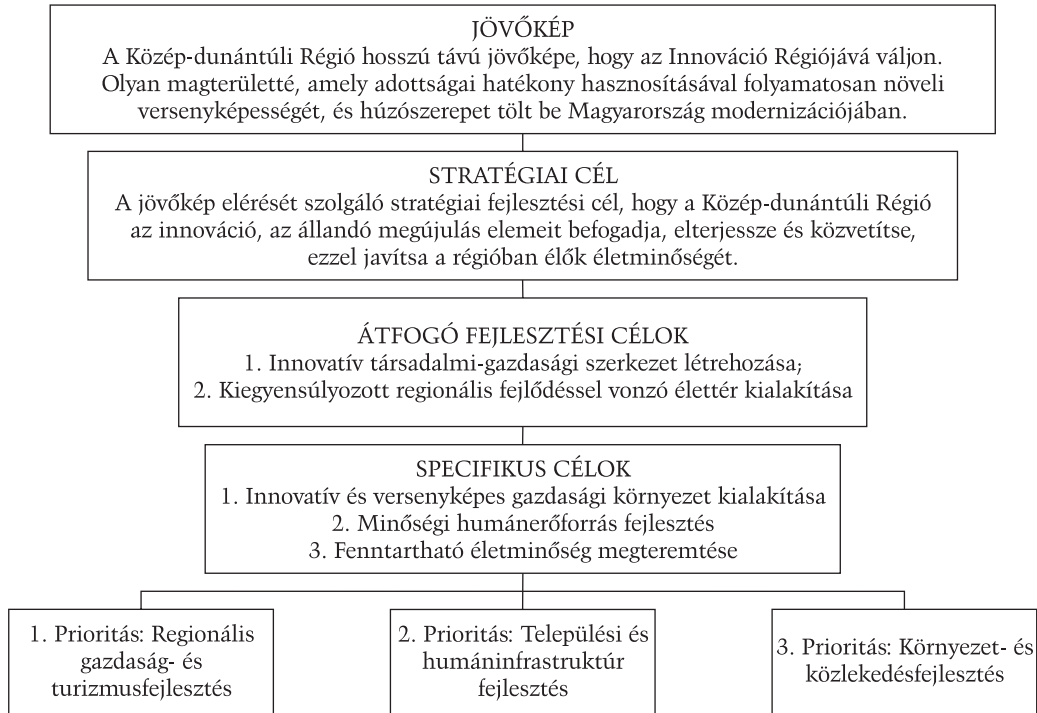 JÖVŐKÉP
A Közép-dunántúli Régió hosszú távú jövőképe, hogy az Innováció Régiójává váljon.
Olyan magterületté, amely adottságai hatékony hasznosításával folyamatosan növeli
versenyképességét, és húzószerepet tölt be Magyarország modernizációjában.
STRATÉGIAI CÉL
A jövőkép elérését szolgáló stratégiai fejlesztési cél, hogy a Közép-dunántúli Régió
az innováció, az állandó megújulás elemeit befogadja, elterjessze és közvetítse,
ezzel javítsa a régióban élők életminőségét.
ÁTFOGÓ FEJLESZTÉSI CÉLOK
1. Innovatív társadalmi-gazdasági szerkezet létrehozása;
2. Kiegyensúlyozott regionális fejlődéssel vonzó élettér kialakítása
SPECIFIKUS CÉLOK
1. Innovatív és versenyképes gazdasági környezet kialakítása
2. Minőségi humánerőforrás fejlesztés
3. Fenntartható életminőség megteremtése
1. Prioritás: Regionális
gazdaság- és
turizmusfejlesztés
2. Prioritás: Települési és
humáninfrastruktúr
fejlesztés
3. Prioritás: Környezet- és
közlekedésfejlesztés